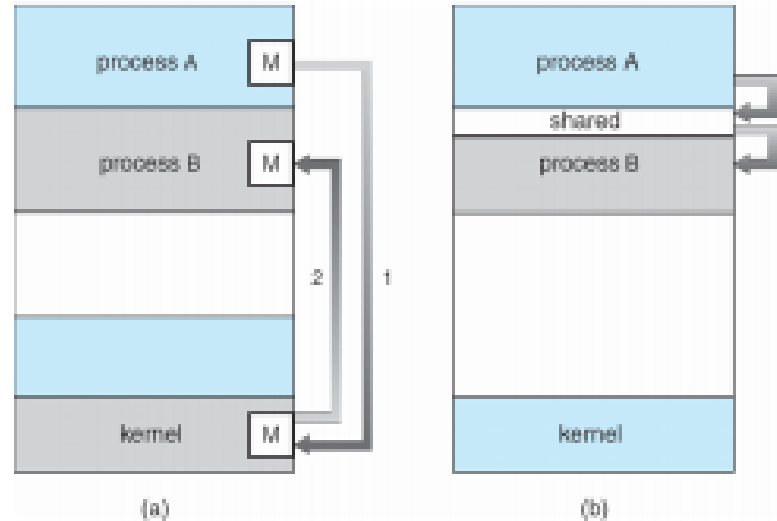 process A M
process B M
2 1
kernel M
(a)
process A
shared
process B
kernel
(b)